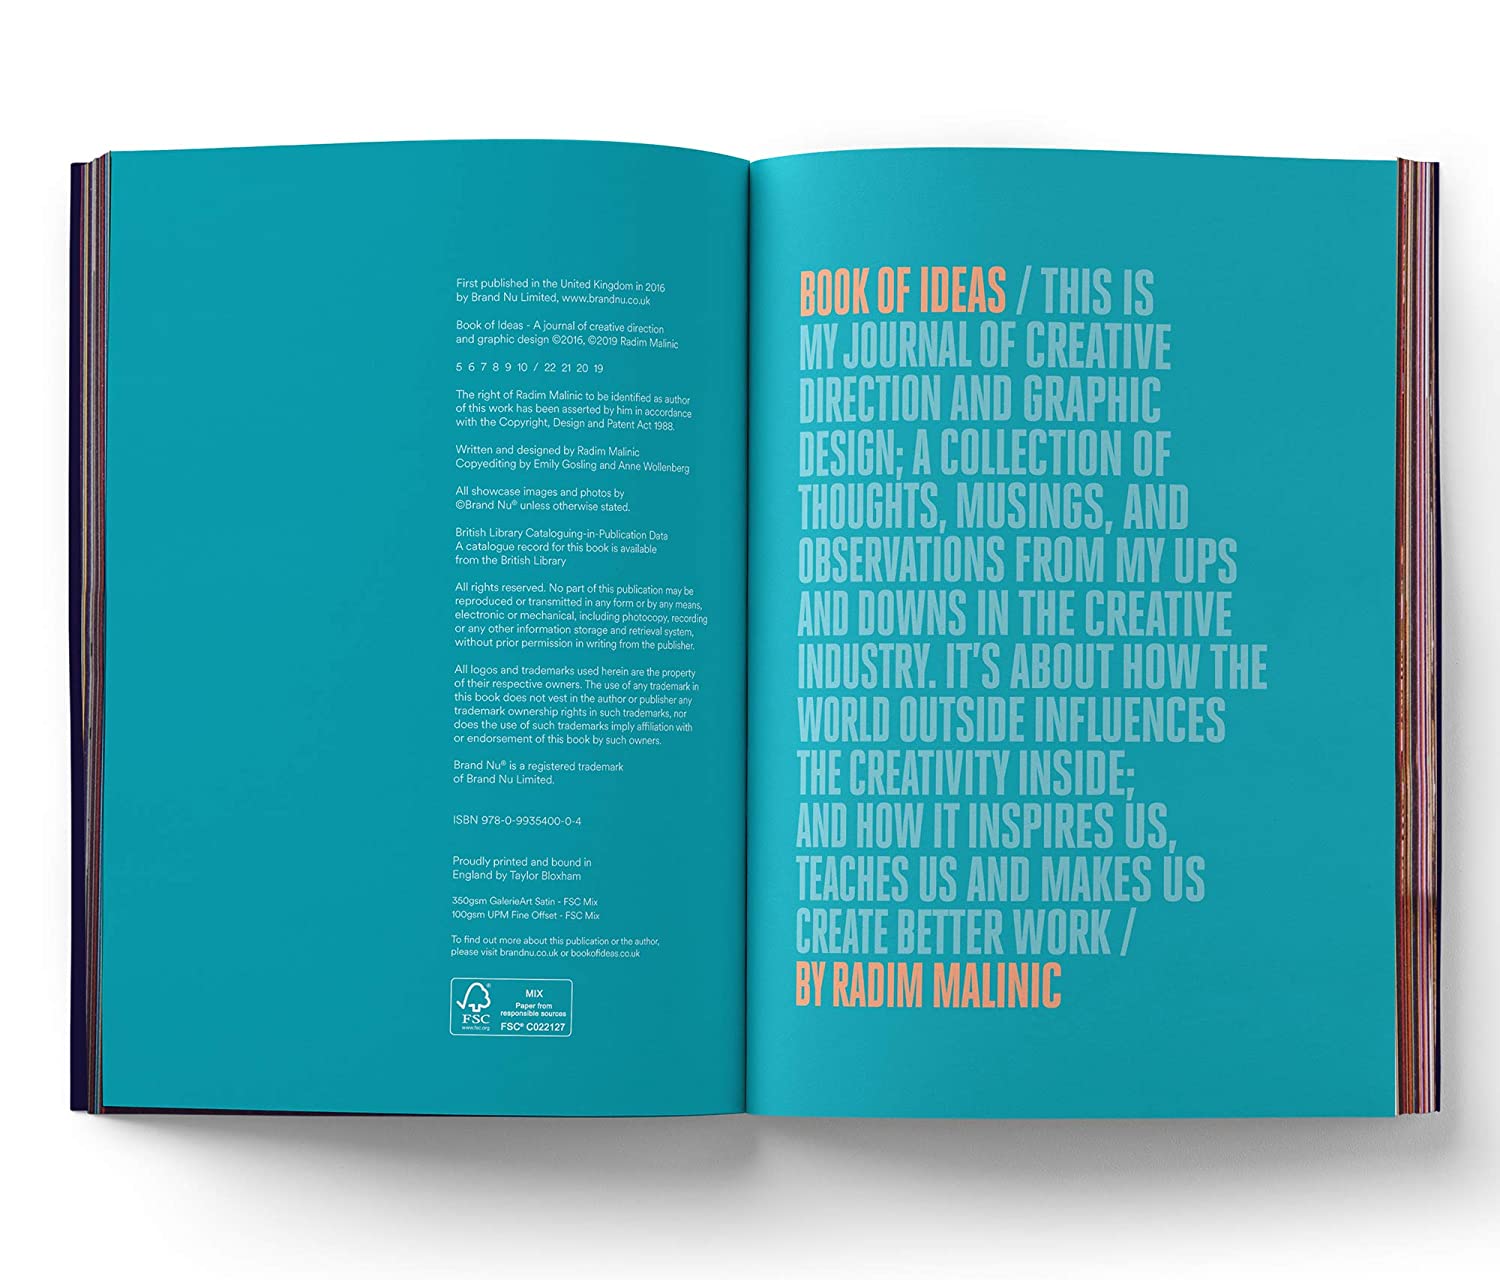 First published in the United Kingdom in 2016
by Brand Nu Limited, www.brandnu.co.uk
Book of Ideas - A journal of creative direction
and graphic design ©2016, ©2019 Radim Malinic
5 6 7 8 9 10 / 22 21 20 19
The right of Radim Malinic to be identified as author
of this work has been asserted by him in accordance
with the Copyright, Design and Patent Act 1988.
Written and designed by Radim Malinic
Copyediting by Emily Gosling and Anne Wollenberg
All showcase images and photos by
©Brand Nu® unless otherwise stated.
British Library Cataloguing-in-Publication Data
A catalogue record for this book is available
from the British Library
All rights reserved. No part of this publication may be
reproduced or transmitted in any form or by any means,
electronic or mechanical, including photocopy, recording
or any other information storage and retrieval system,
without prior permission in writing from the publisher.
All logos and trademarks used herein are the property
of their respective owners. The use of any trademark in
this book does not vest in the author or publisher any
trademark ownership rights in such trademarks, nor
does the use of such trademarks imply affiliation with
or endorsement of this book by such owners.
Brand Nu® is a registered trademark
of Brand Nu Limited.
ISBN 978-0-9935400-0-4
Proudly printed and bound in
England by Taylor Bloxham
350gsm GalerieArt Satin - FSC Mix
100gsm UPM Fine Offset - FSC Mix
To find out more about this publication or the author,
please visit brandnu.co.uk or bookofideas.co.uk
®
FSC
www.fsc.org
MIX
Paper from
responsible sources
FSC® C022127
BOOK OF IDEAS / THIS IS
MY JOURNAL OF CREATIVE
DIRECTION AND GRAPHIC
DESIGN; A COLLECTION OF
THOUGHTS, MUSINGS, AND
OBSERVATIONS FROM MY UPS
AND DOWNS IN THE CREATIVE
INDUSTRY. IT'S ABOUT HOW THE
WORLD OUTSIDE INFLUENCES
THE CREATIVITY INSIDE;
AND HOW IT INSPIRES US,
TEACHES US AND MAKES US
CREATE BETTER WORK /
BY RADIM MALINIC